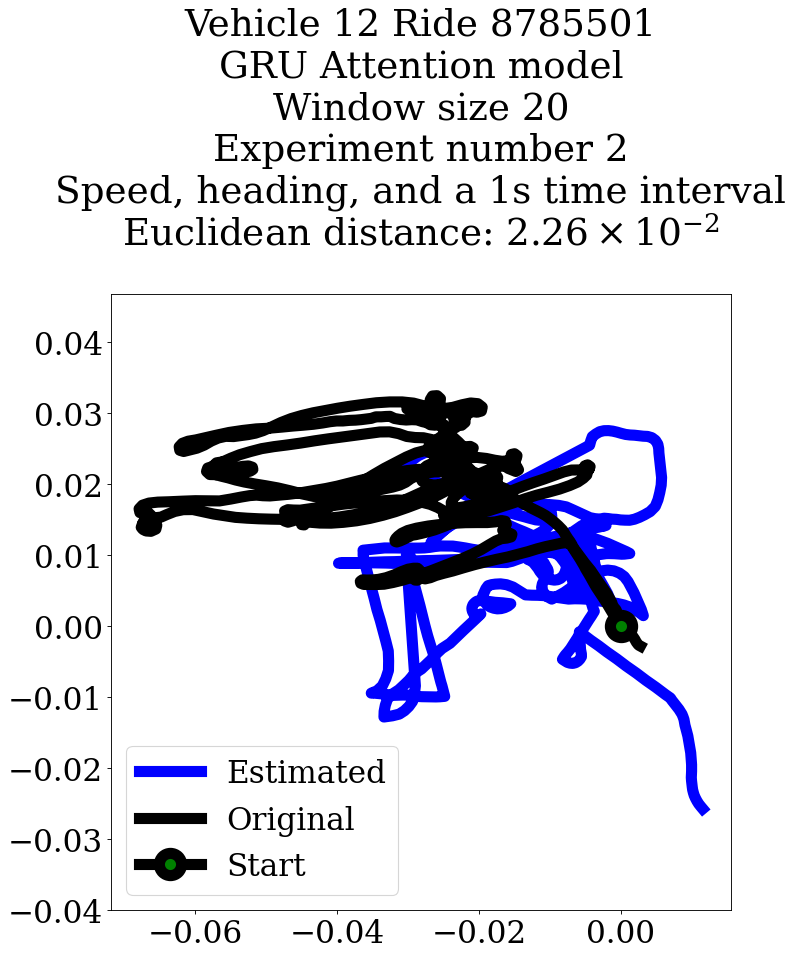 Vehicle 12 Ride 8785501
GRU Attention model
Window size 20
Experiment number 2
Speed, heading, and a 1s time interval
Euclidean distance: 2.26 × 10⁻²
0.04
0.03
0.02
0.01
0.00
−0.01
−0.02
−0.03
−0.04
Estimated
Original
Start
−0.06 −0.04 −0.02 0.00